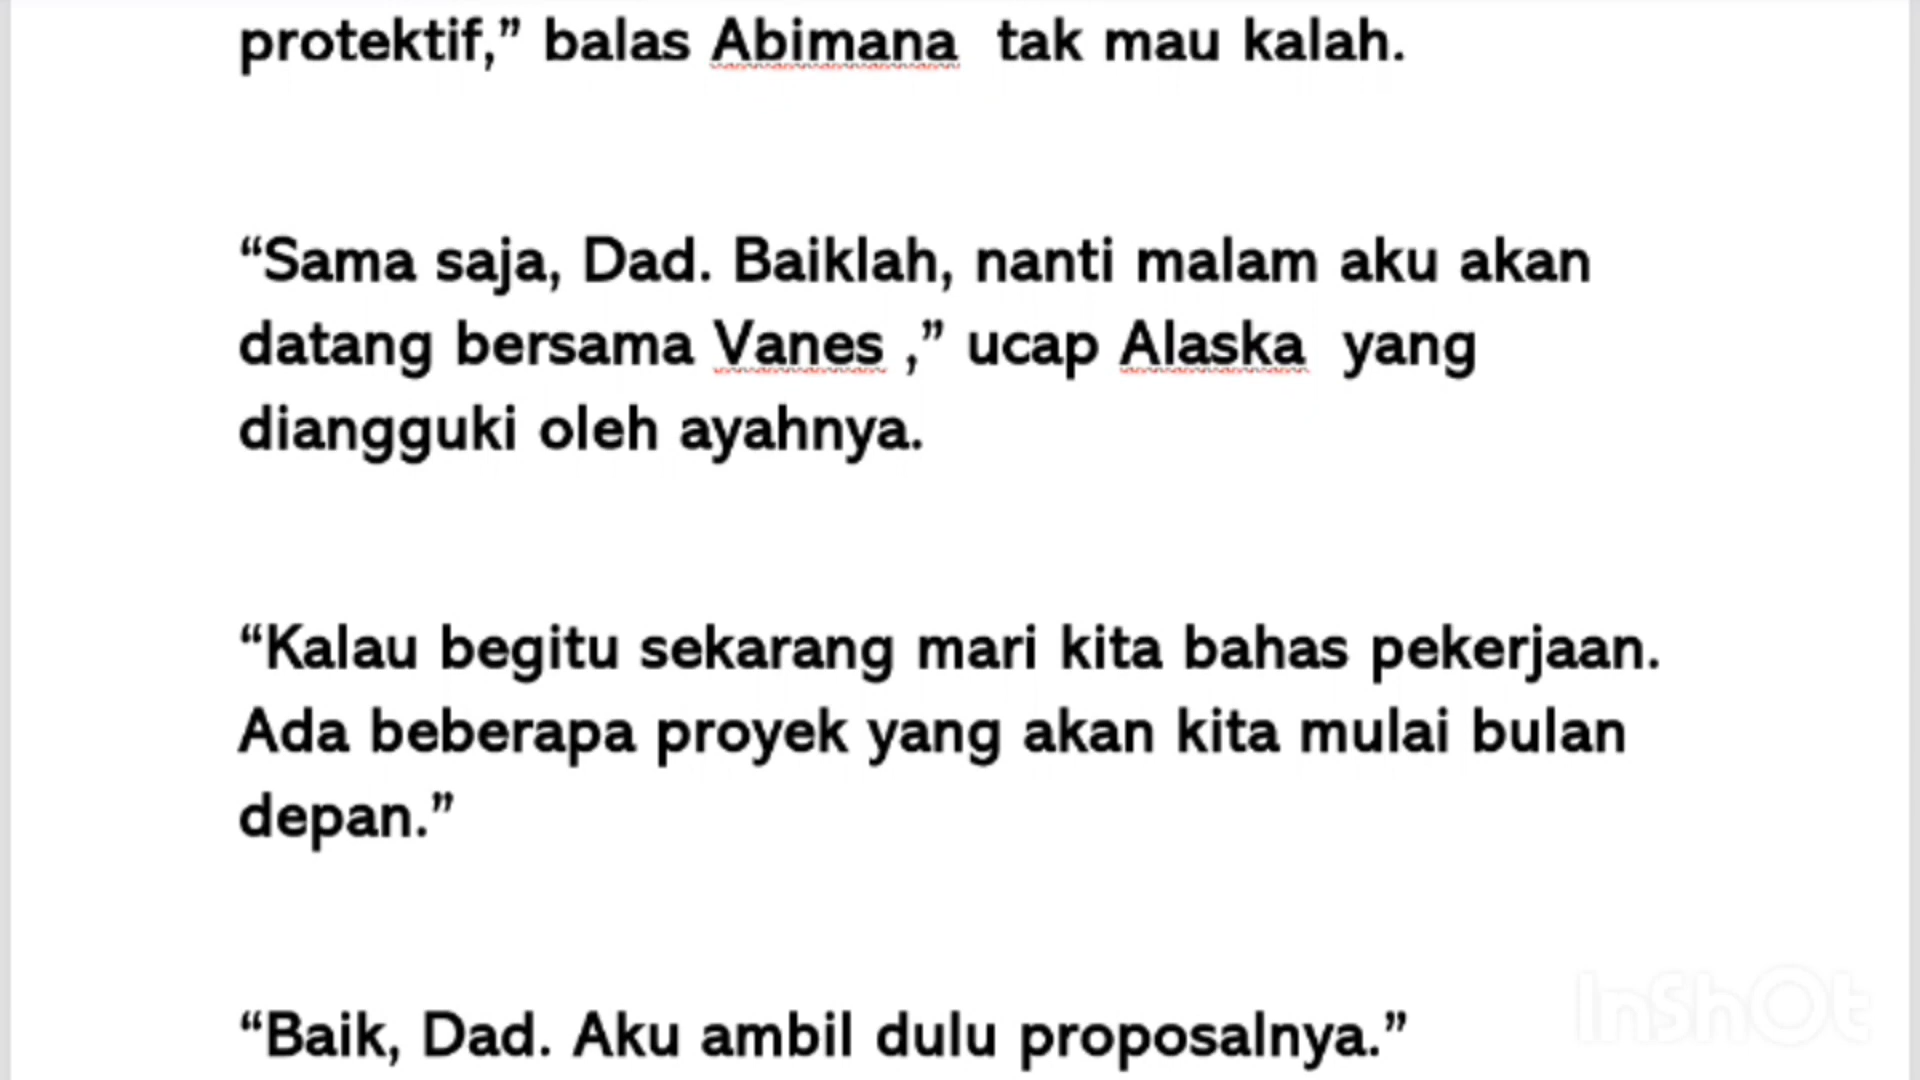 protektif,” balas Abimana  tak mau kalah.
“Sama saja, Dad. Baiklah, nanti malam aku akan
datang bersama Vanes ,” ucap Alaska  yang
diangguki oleh ayahnya.
“Kalau begitu sekarang mari kita bahas pekerjaan.
Ada beberapa proyek yang akan kita mulai bulan
depan.”
“Baik, Dad. Aku ambil dulu proposalnya.”
InShOt